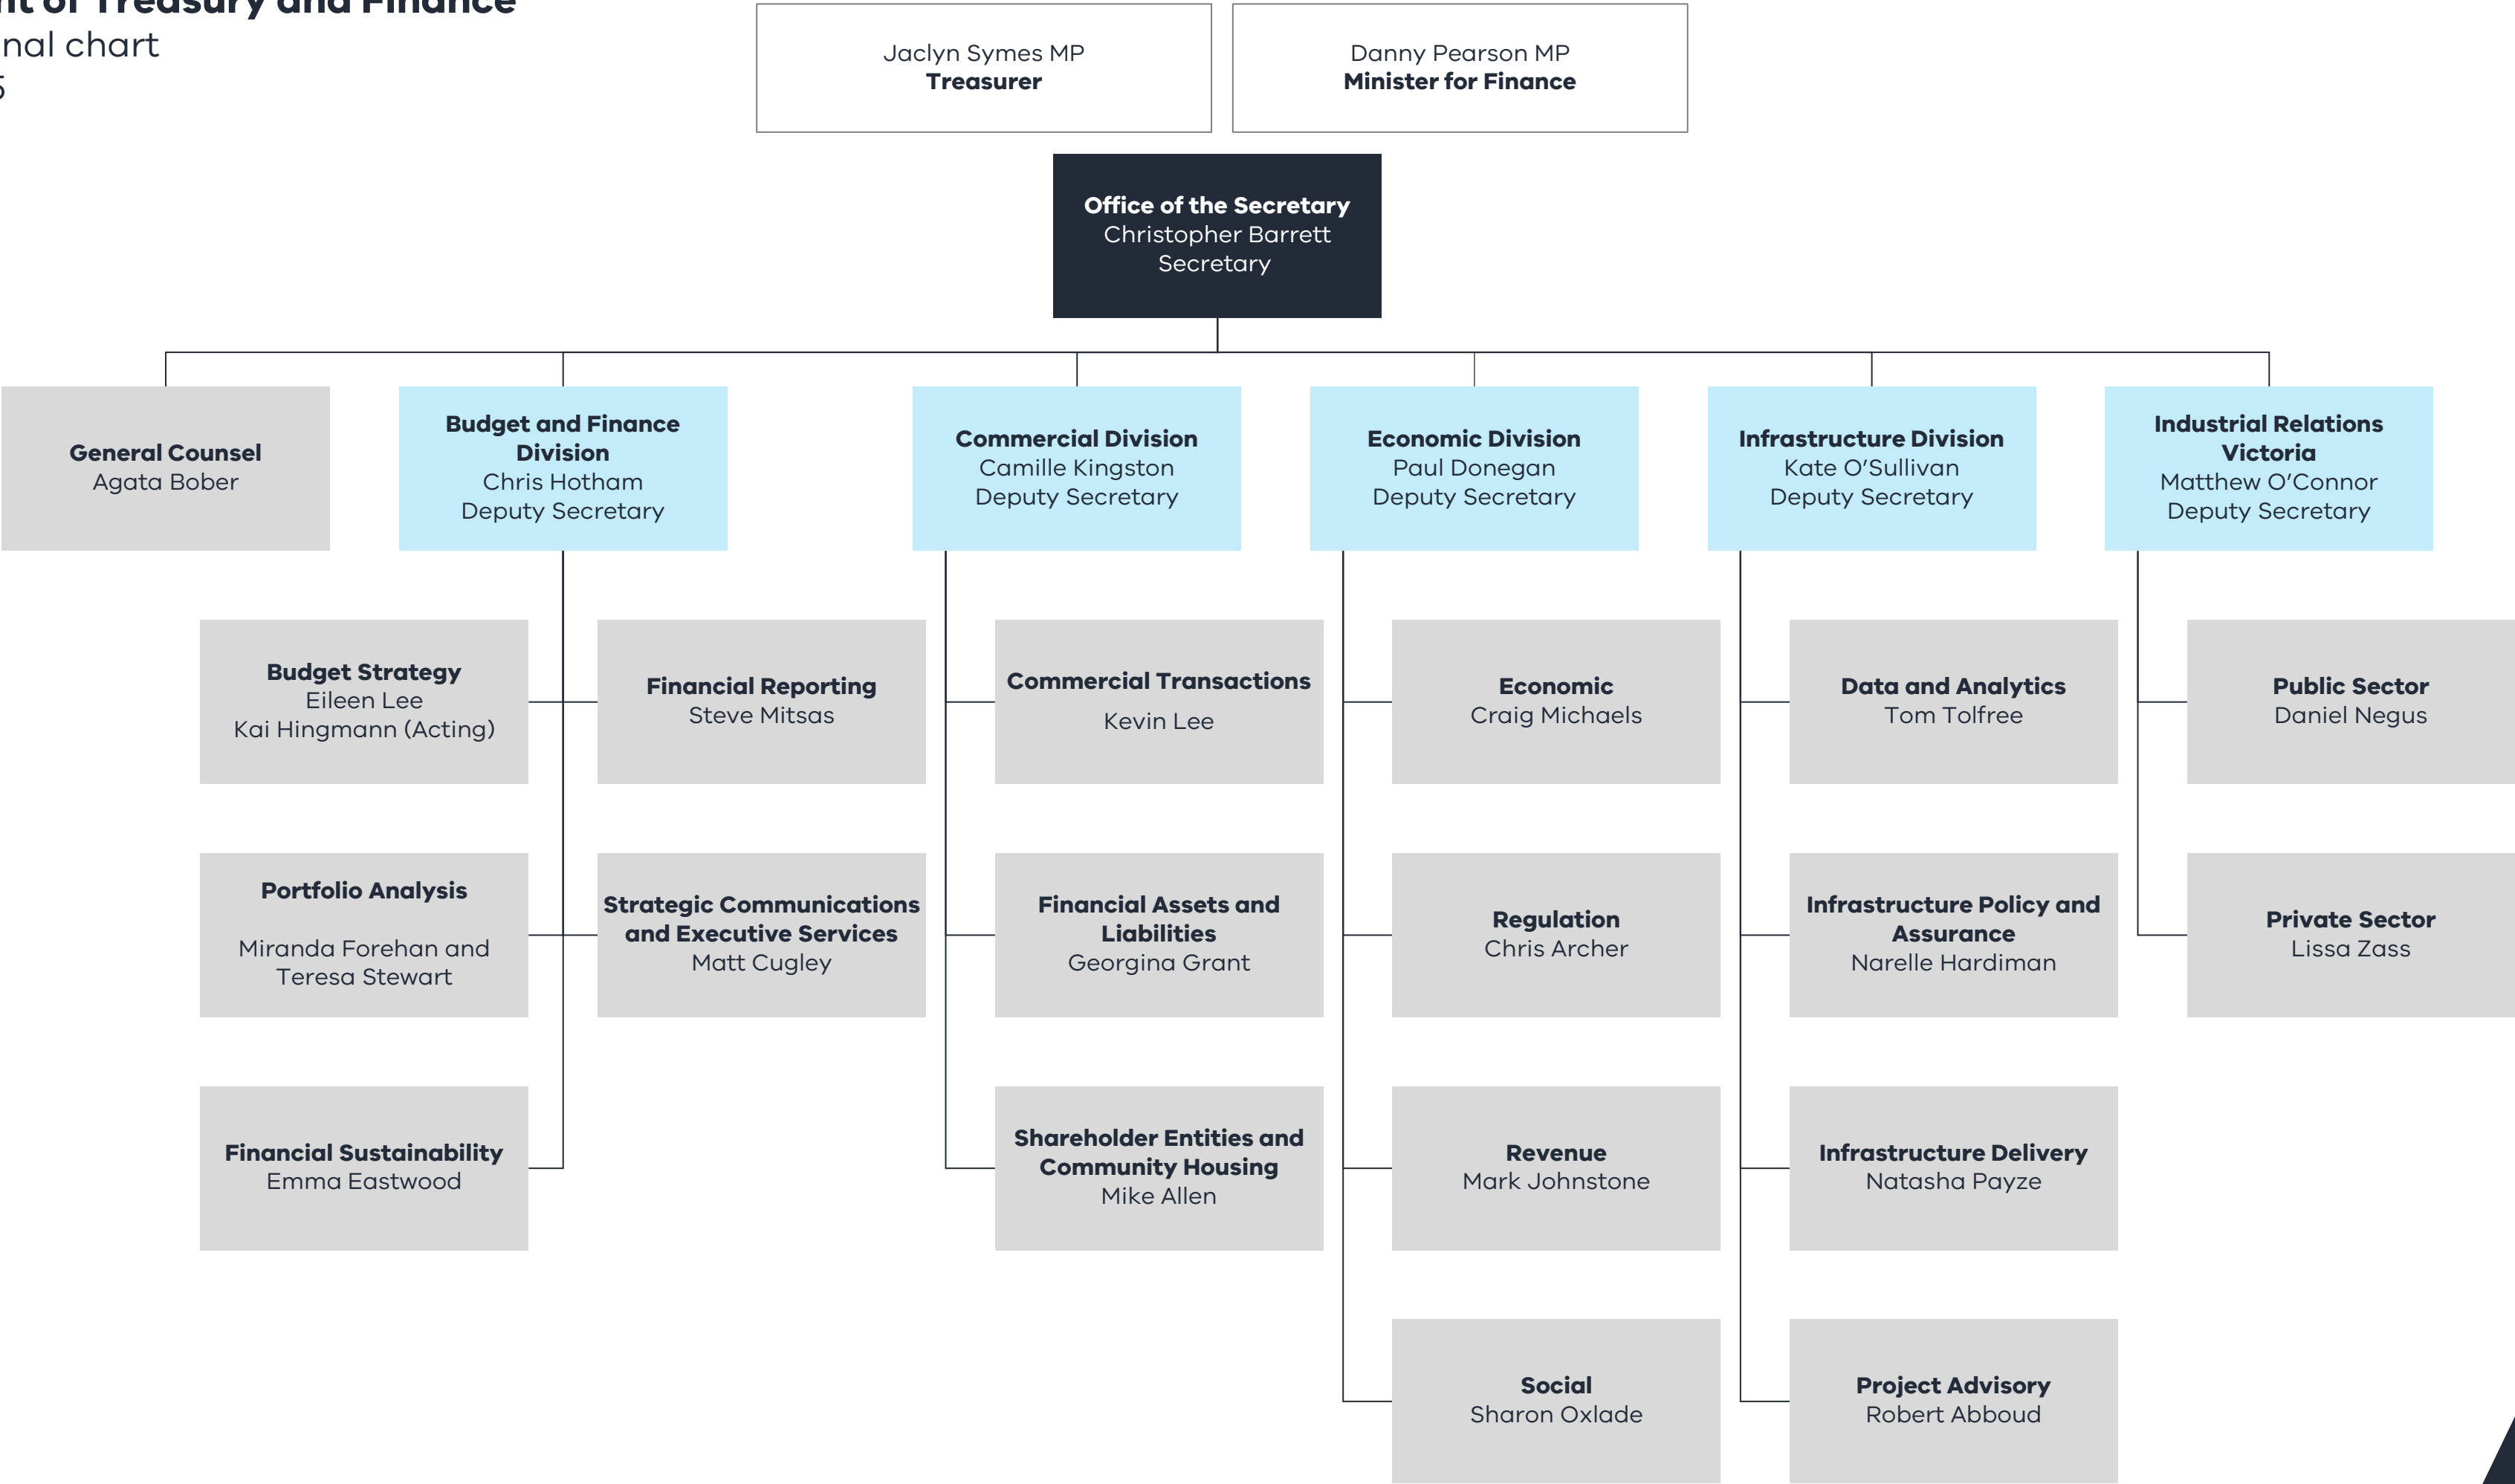 of Treasury and Finance
chart
Jaclyn Symes MP
Treasurer
Danny Pearson MP
Minister for Finance
Office of the Secretary
Christopher Barrett
Secretary
General Counsel
Agata Bober
Budget and Finance
Division
Chris Hotham
Deputy Secretary
Commercial Division
Camille Kingston
Deputy Secretary
Economic Division
Paul Donegan
Deputy Secretary
Infrastructure Division
Kate O’Sullivan
Deputy Secretary
Industrial Relations
Victoria
Matthew O’Connor
Deputy Secretary
Budget Strategy
Eileen Lee
Kai Hingmann (Acting)
Financial Reporting
Steve Mitsas
Commercial Transactions
Kevin Lee
Economic
Craig Michaels
Data and Analytics
Tom Tolfree
Public Sector
Daniel Negus
Portfolio Analysis
Miranda Forehan and
Teresa Stewart
Strategic Communications
and Executive Services
Matt Cugley
Financial Assets and
Liabilities
Georgina Grant
Regulation
Chris Archer
Infrastructure Policy and
Assurance
Narelle Hardiman
Private Sector
Lissa Zass
Financial Sustainability
Emma Eastwood
Shareholder Entities and
Community Housing
Mike Allen
Revenue
Mark Johnstone
Infrastructure Delivery
Natasha Payze
Social
Sharon Oxlade
Project Advisory
Robert Abboud